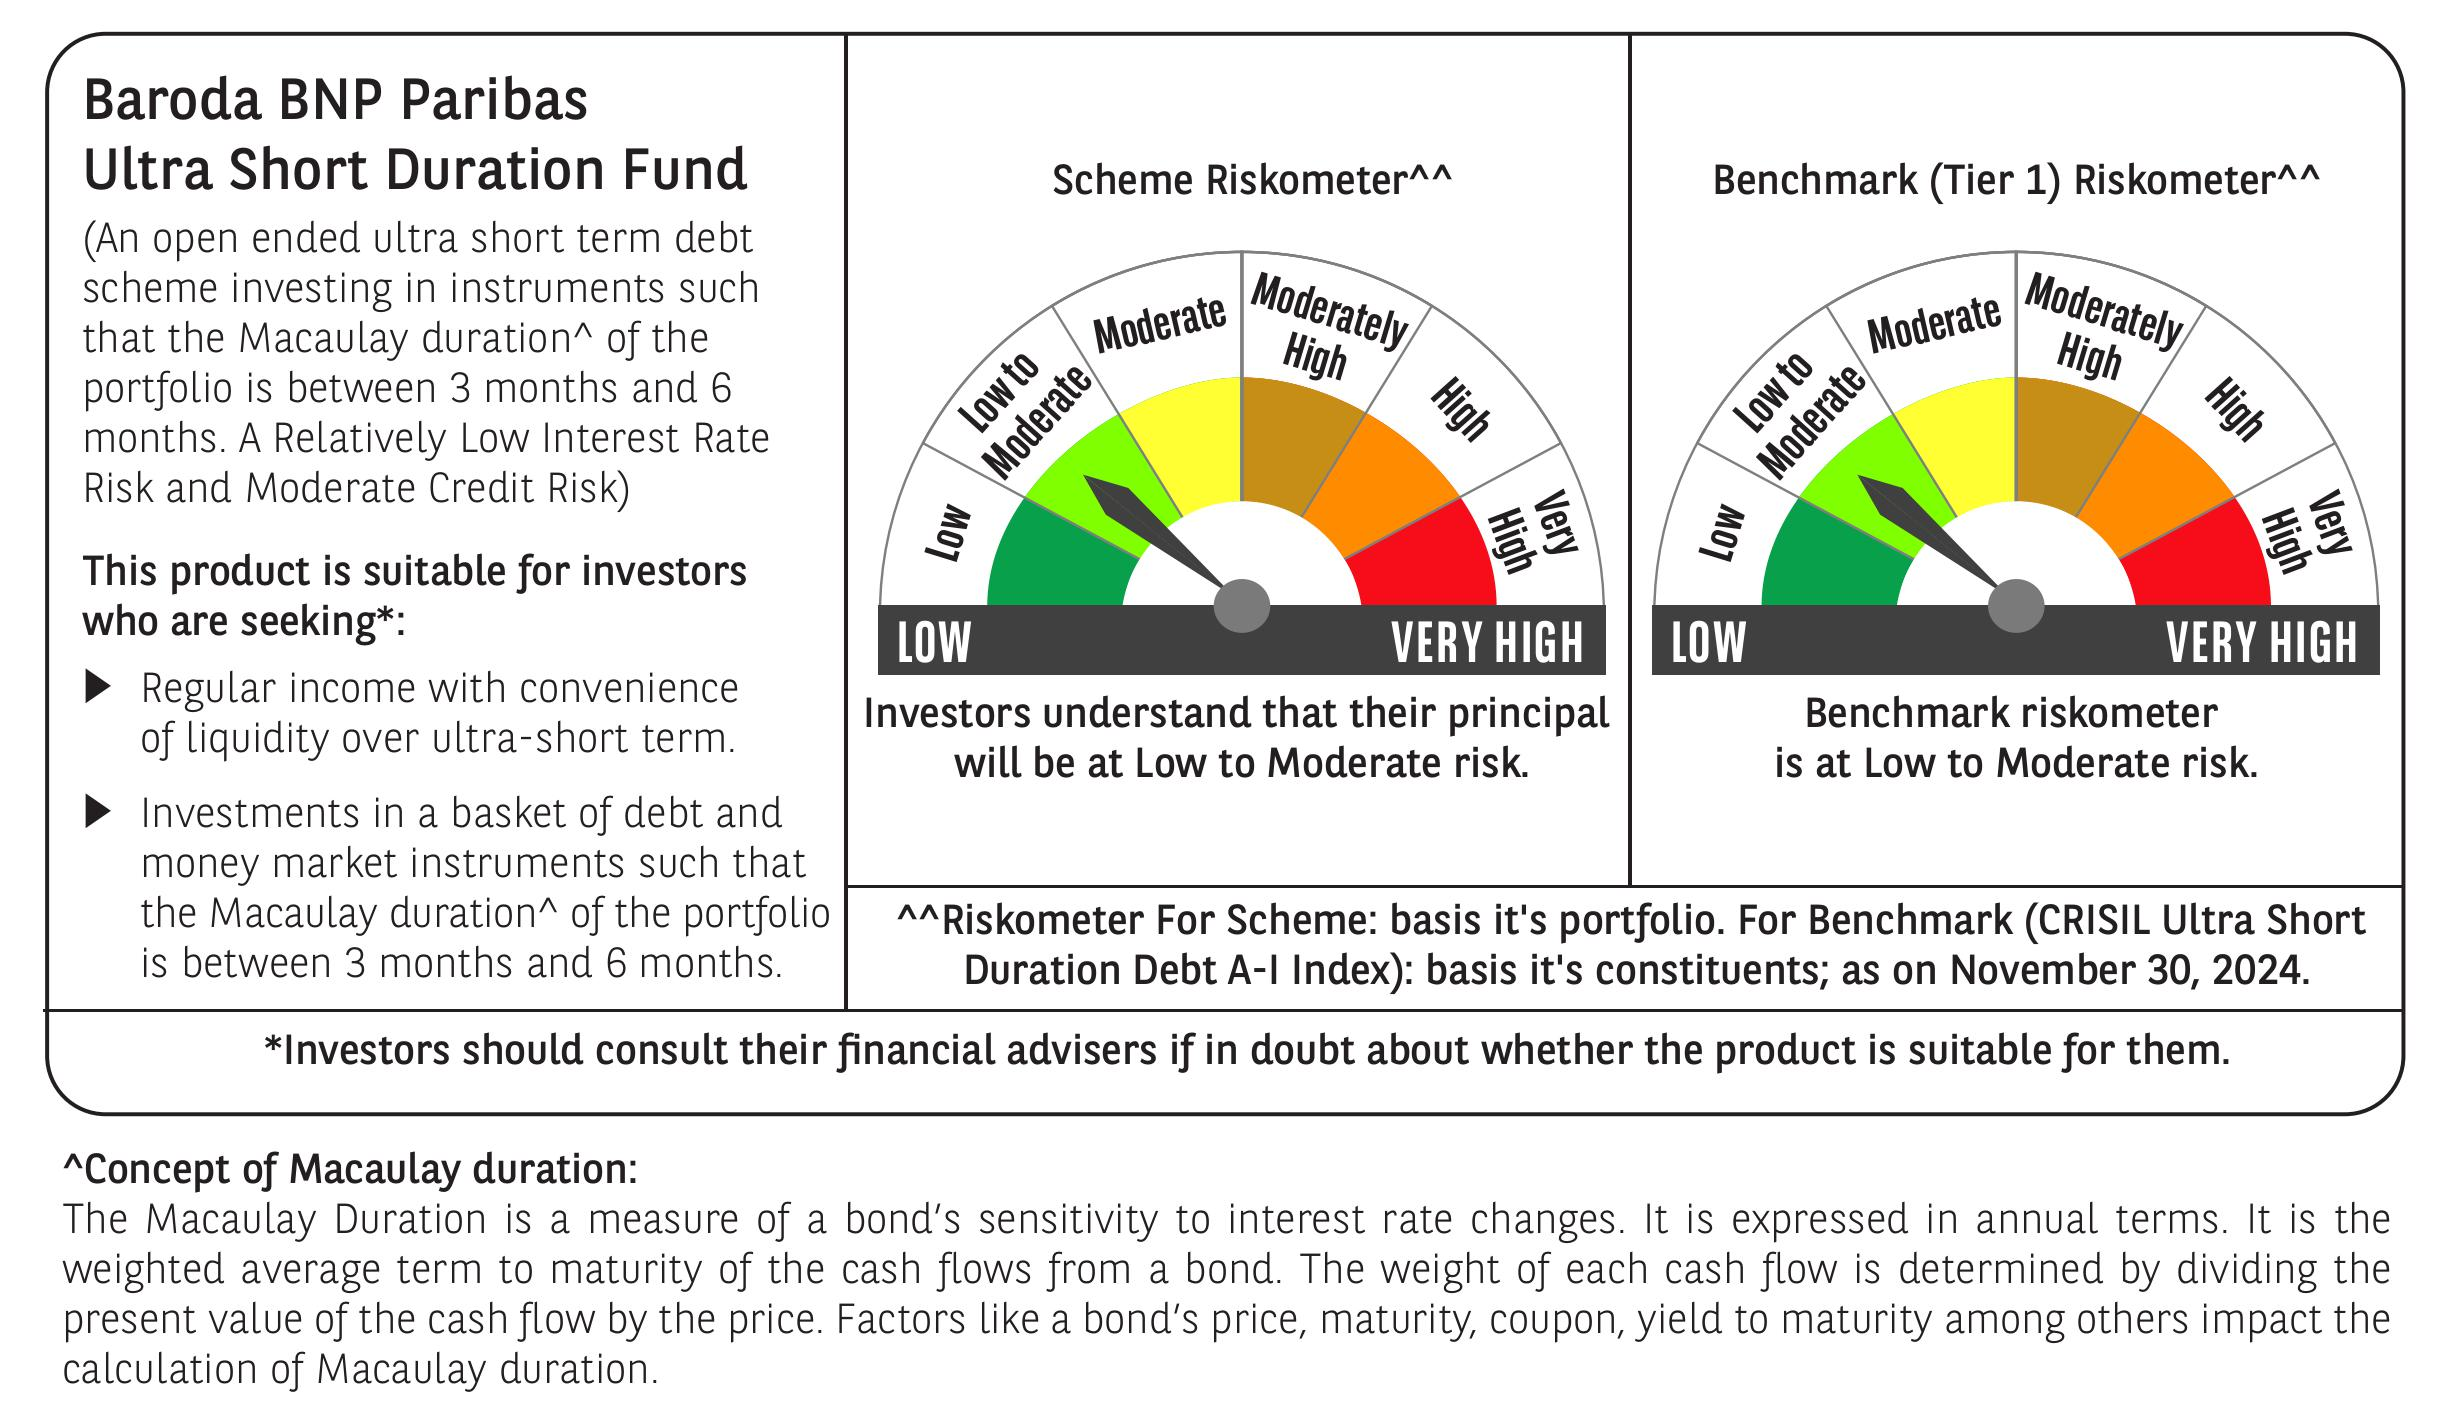 Baroda BNP Paribas
Ultra Short Duration Fund
(An open ended ultra short term debt
scheme investing in instruments such
that the Macaulay duration^ of the
portfolio is between 3 months and 6
months. A Relatively Low Interest Rate
Risk and Moderate Credit Risk)
This product is suitable for investors
who are seeking*:
▶ Regular income with convenience
of liquidity over ultra-short term.
▶ Investments in a basket of debt and
money market instruments such that
the Macaulay duration^ of the portfolio
is between 3 months and 6 months.
Scheme Riskometer^^
Low
Low to
Moderate
Moderate
Moderately
High
High
Very
High
LOW
VERY HIGH
Investors understand that their principal
will be at Low to Moderate risk.
Benchmark (Tier 1) Riskometer^^
Low
Low to
Moderate
Moderate
Moderately
High
High
Very
High
LOW
VERY HIGH
Benchmark riskometer
is at Low to Moderate risk.
^^Riskometer For Scheme: basis it's portfolio. For Benchmark (CRISIL Ultra Short
Duration Debt A-I Index): basis it's constituents; as on November 30, 2024.
*Investors should consult their financial advisers if in doubt about whether the product is suitable for them.
^Concept of Macaulay duration:
The Macaulay Duration is a measure of a bond’s sensitivity to interest rate changes. It is expressed in annual terms. It is the
weighted average term to maturity of the cash flows from a bond. The weight of each cash flow is determined by dividing the
present value of the cash flow by the price. Factors like a bond’s price, maturity, coupon, yield to maturity among others impact the
calculation of Macaulay duration.